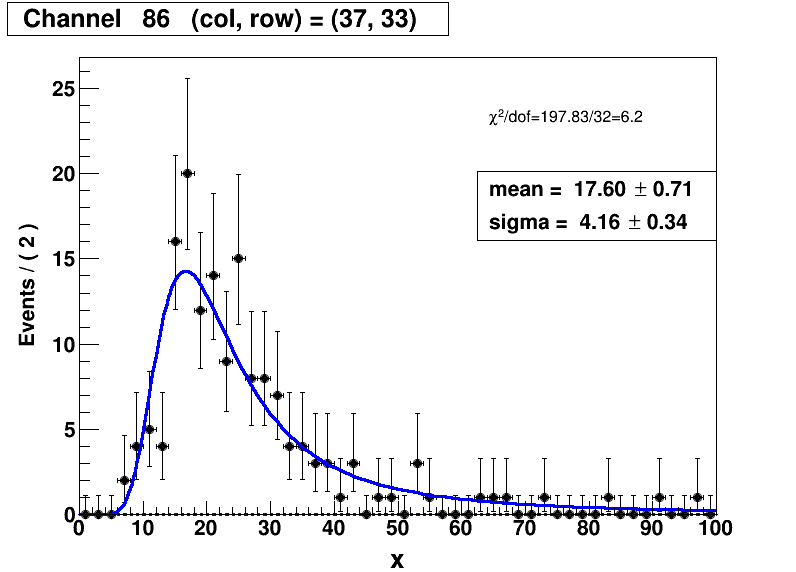 Channel 86 (col, row) = (37, 33)
χ²/dof=197.83/32=6.2
mean = 17.60 ± 0.71
sigma = 4.16 ± 0.34
Events / ( 2 )
25
20
15
10
5
0
0 10 20 30 40 50 60 70 80 90 100
x